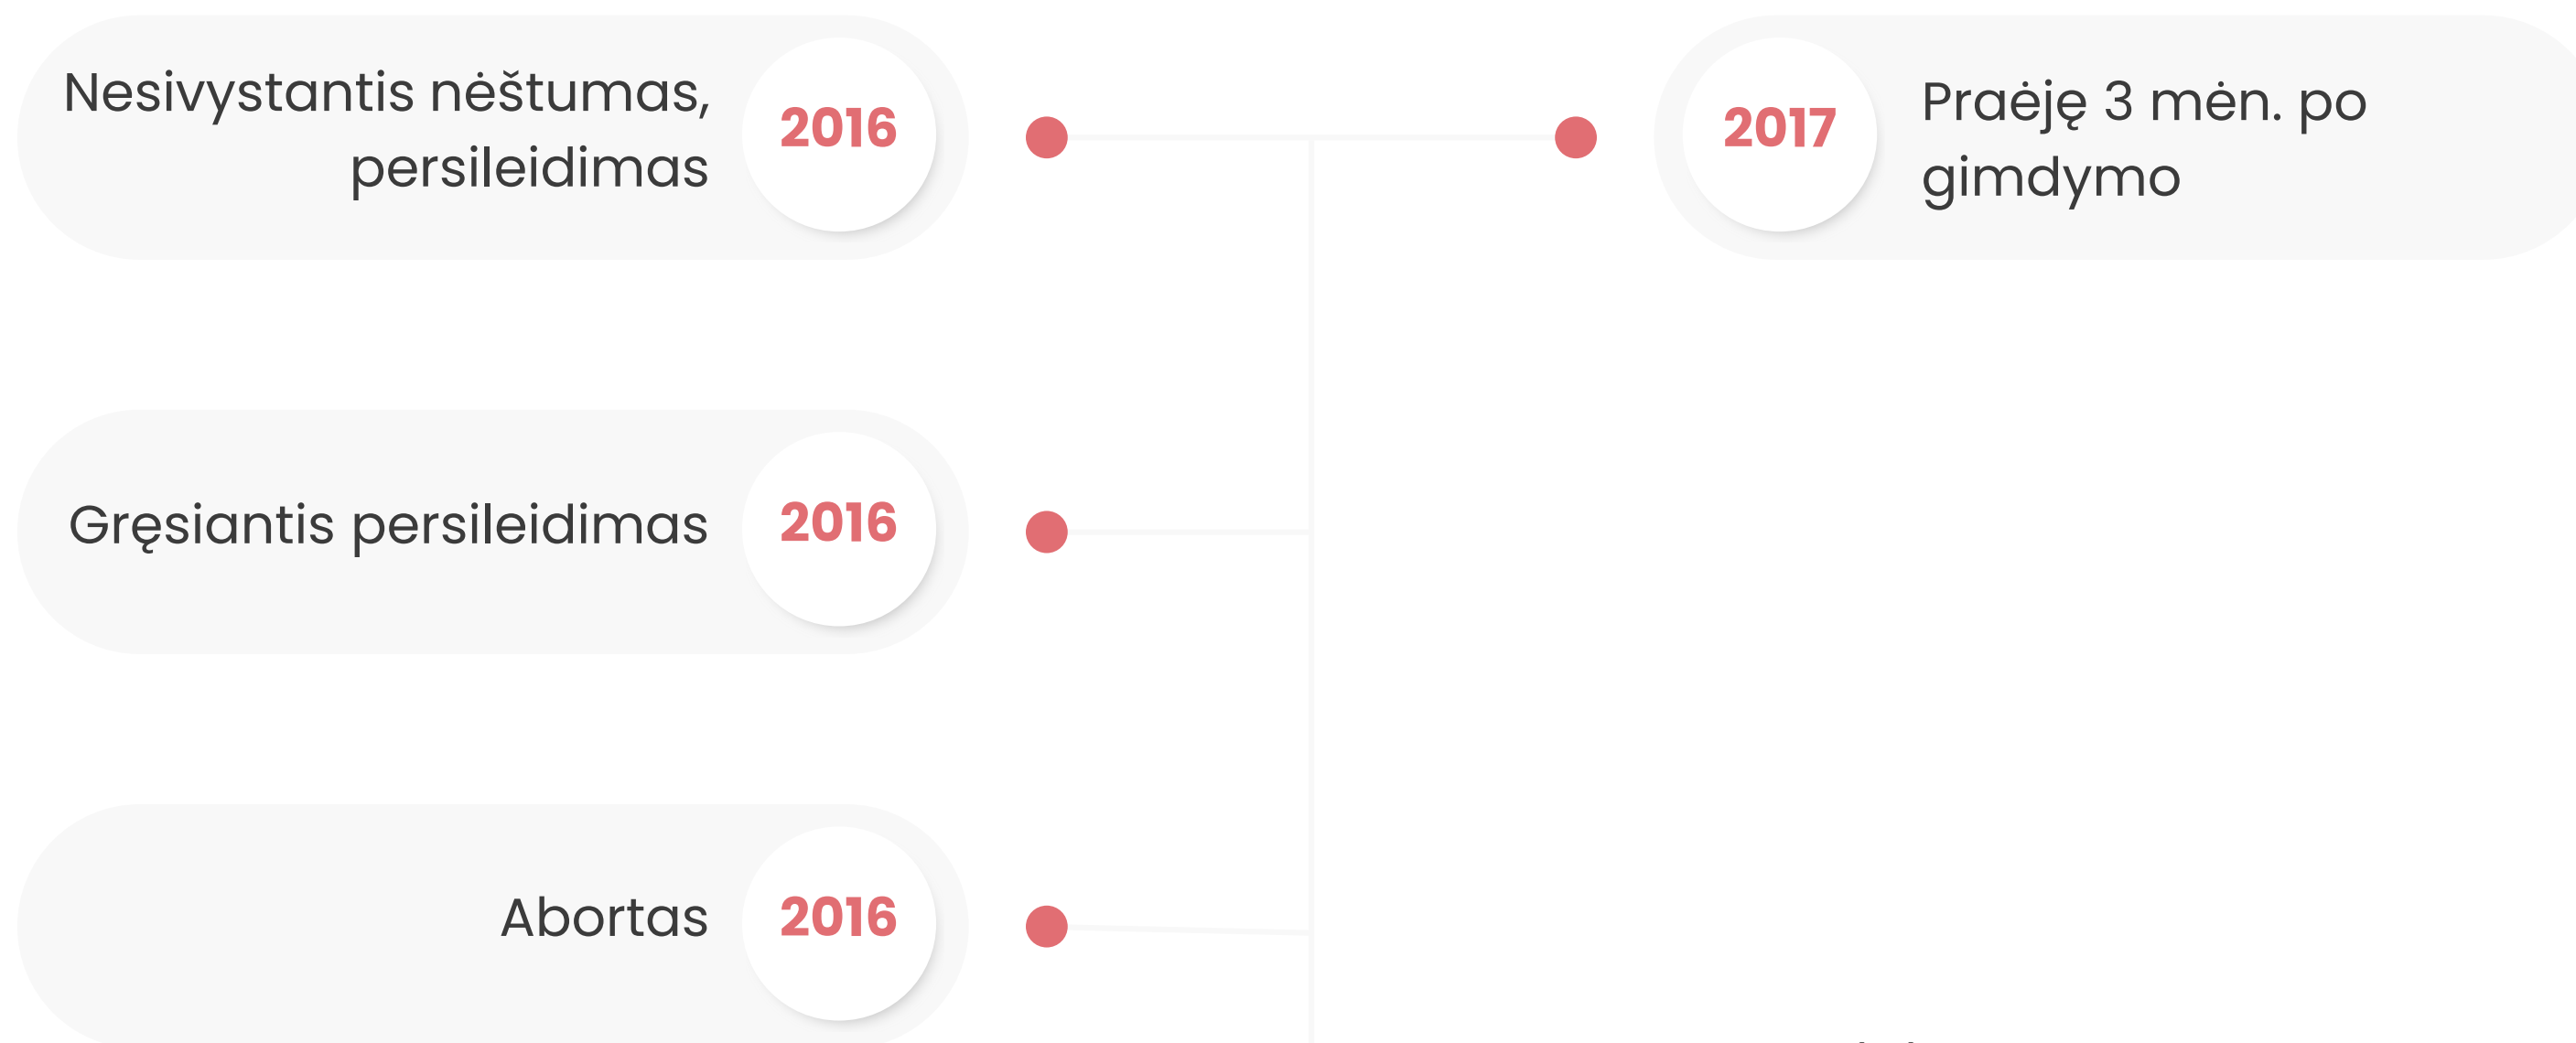 Nesivystantis nėštumas,
persileidimas
2016
2017
Praėję 3 mėn. po
gimdymo
Gręsiantis persileidimas
2016
Abortas
2016